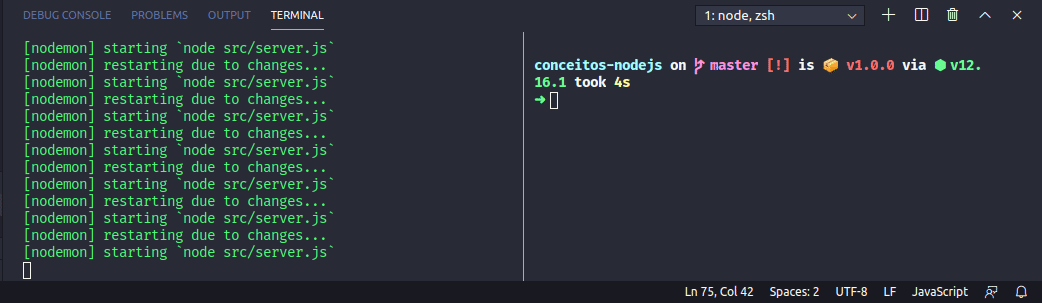 DEBUG CONSOLE PROBLEMS OUTPUT TERMINAL 1: node, zsh
[nodemon] starting `node src/server.js`
[nodemon] restarting due to changes...
[nodemon] starting `node src/server.js`
[nodemon] restarting due to changes...
[nodemon] starting `node src/server.js`
[nodemon] restarting due to changes...
[nodemon] starting `node src/server.js`
[nodemon] restarting due to changes...
[nodemon] starting `node src/server.js`
[nodemon] restarting due to changes...
[nodemon] starting `node src/server.js`
[nodemon] restarting due to changes...
[nodemon] starting `node src/server.js`
conceitos-nodejs on master [!] is 📦 v1.0.0 via ⬢ v12.
16.1 took 4s
➜
Ln 75, Col 42 Spaces: 2 UTF-8 LF JavaScript